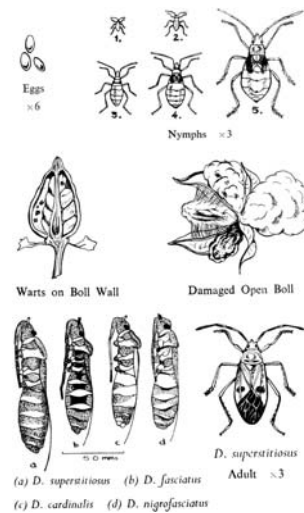 1.
2.
Eggs
×6
3.
4.
5.
Nymphs ×3
Warts on Boll Wall
Damaged Open Boll
a
b
c
d
5·0 mms
D. superstitiosus
Adult ×3
(a) D. superstitiosus (b) D. fasciatus
(c) D. cardinalis (d) D. nigrofasciatus